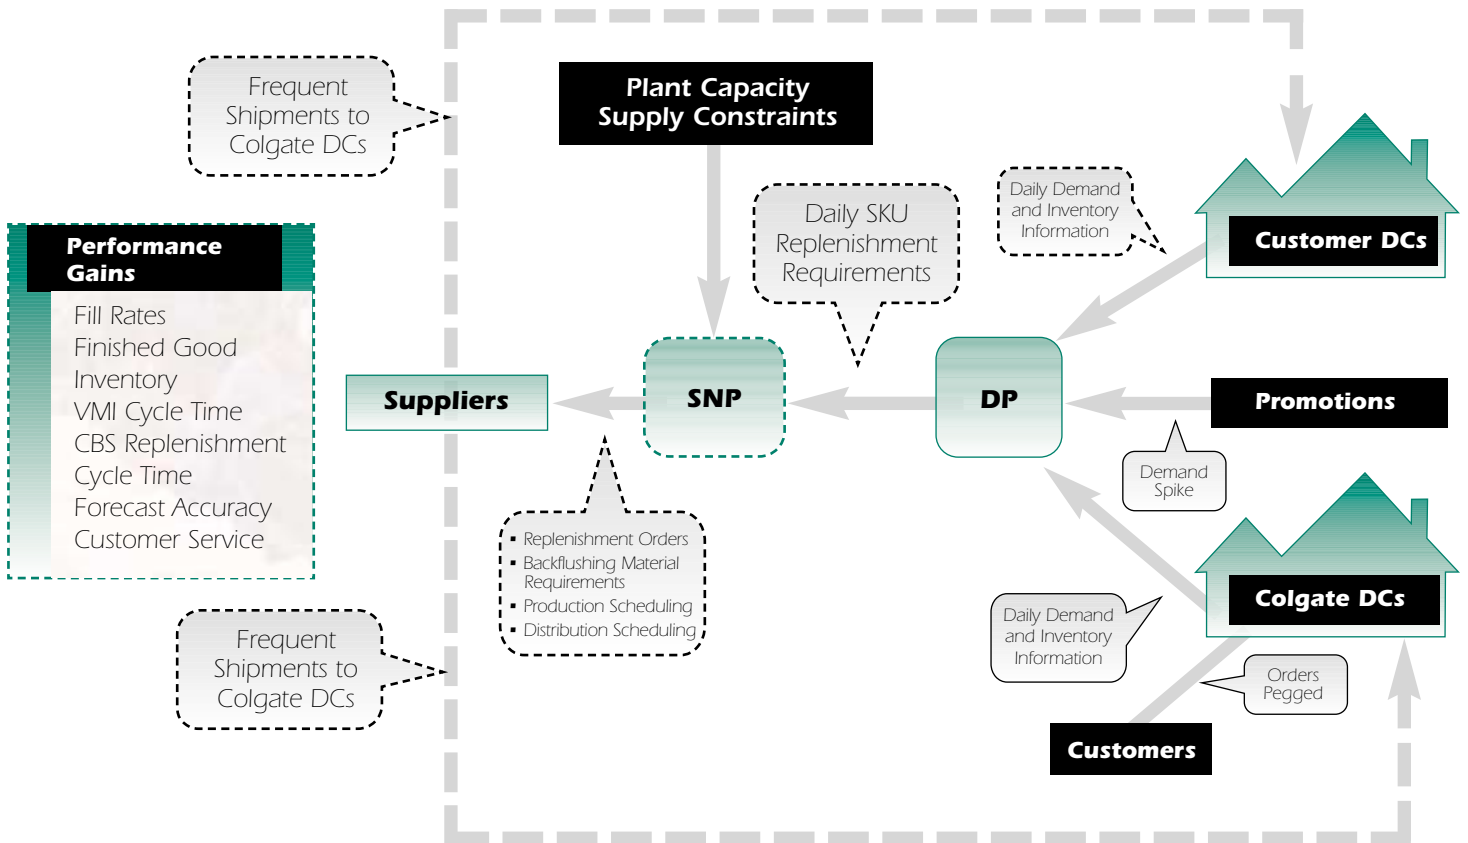 Frequent
Shipments to
Colgate DCs
Plant Capacity
Supply Constraints
Daily Demand
and Inventory
Information
Daily SKU
Replenishment
Requirements
Customer DCs
Performance
Gains
Fill Rates
Finished Good
Inventory
VMI Cycle Time
CBS Replenishment
Cycle Time
Forecast Accuracy
Customer Service
Suppliers
SNP
DP
Promotions
Demand
Spike
▪ Replenishment Orders
▪ Backflushing Material
Requirements
▪ Production Scheduling
▪ Distribution Scheduling
Colgate DCs
Daily Demand
and Inventory
Information
Frequent
Shipments to
Colgate DCs
Orders
Pegged
Customers